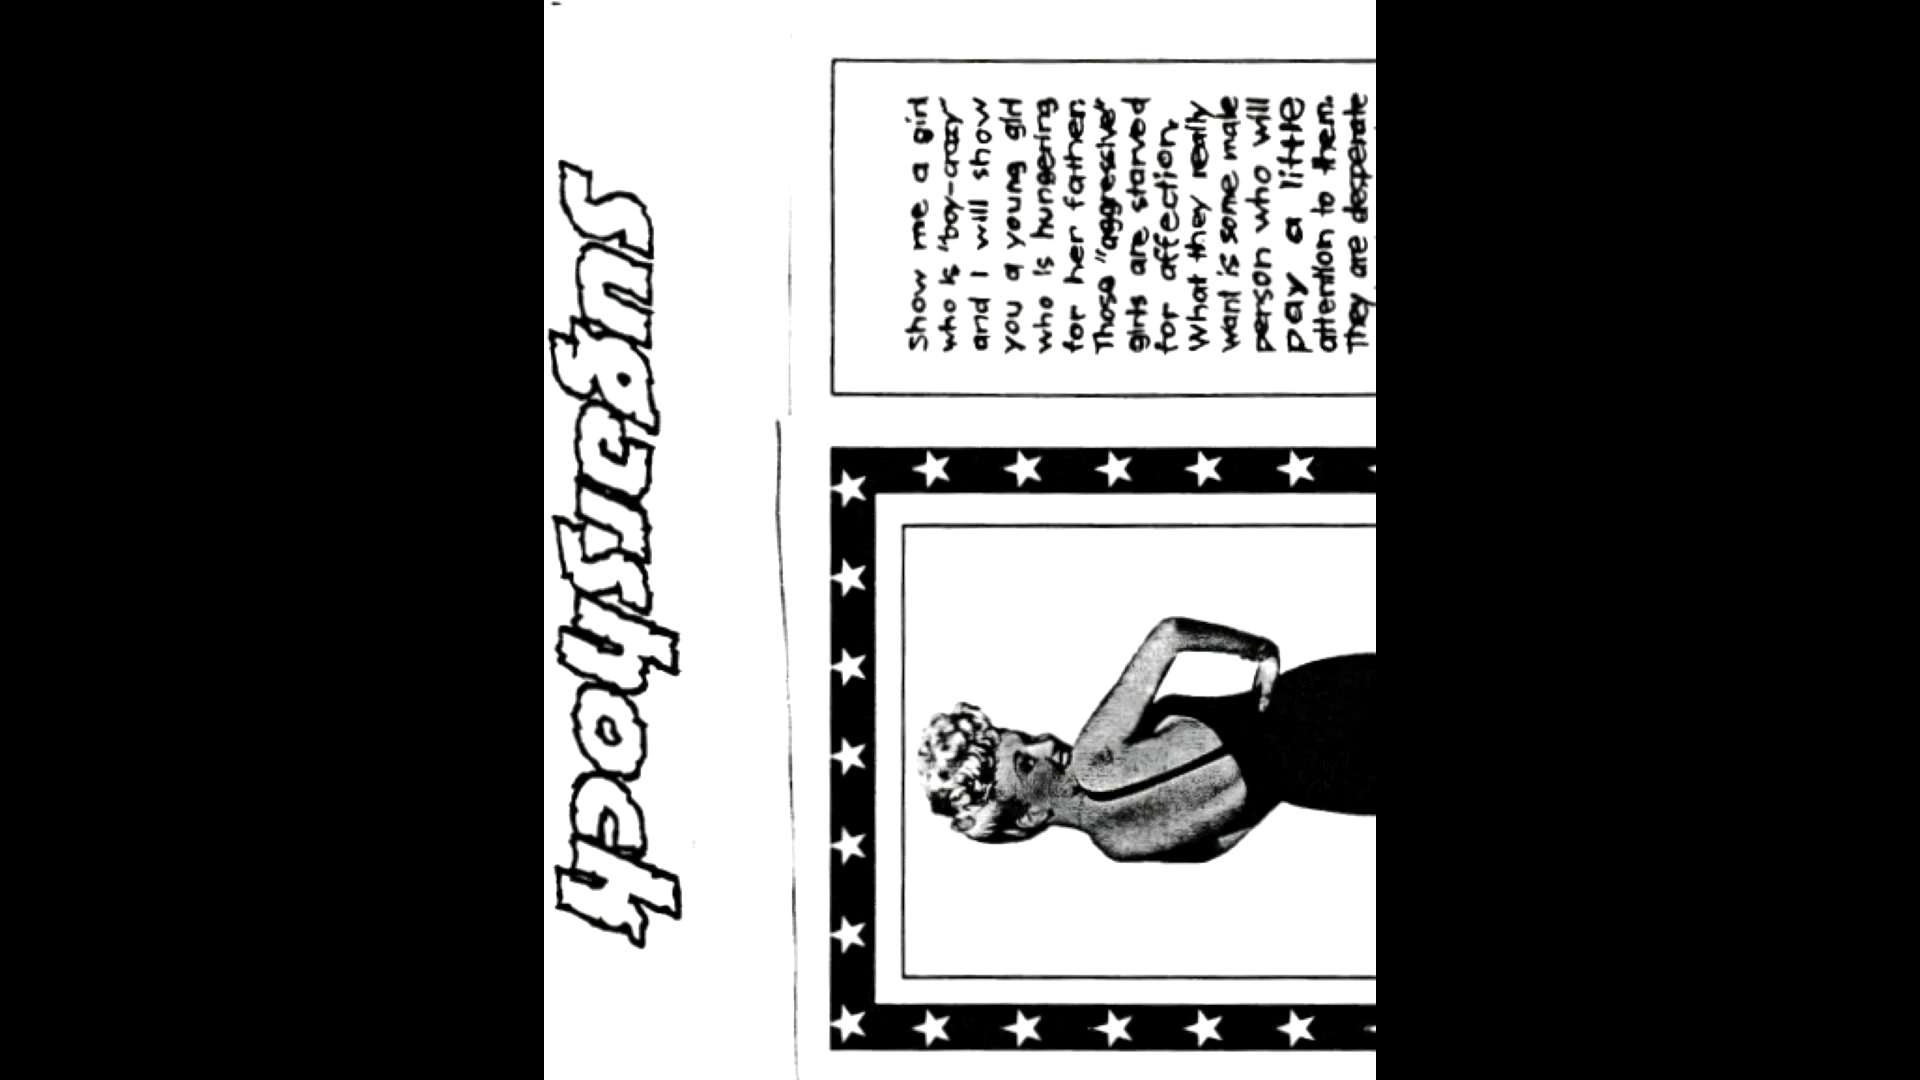 Show me a girl
who is "boy-crazy"
and I will show
you a young girl
who is hungering
for her father.
Those "aggressive"
girls are starved
for affection.
What they really
want is some male
person who will
pay a little
attention to them.
They are desperate